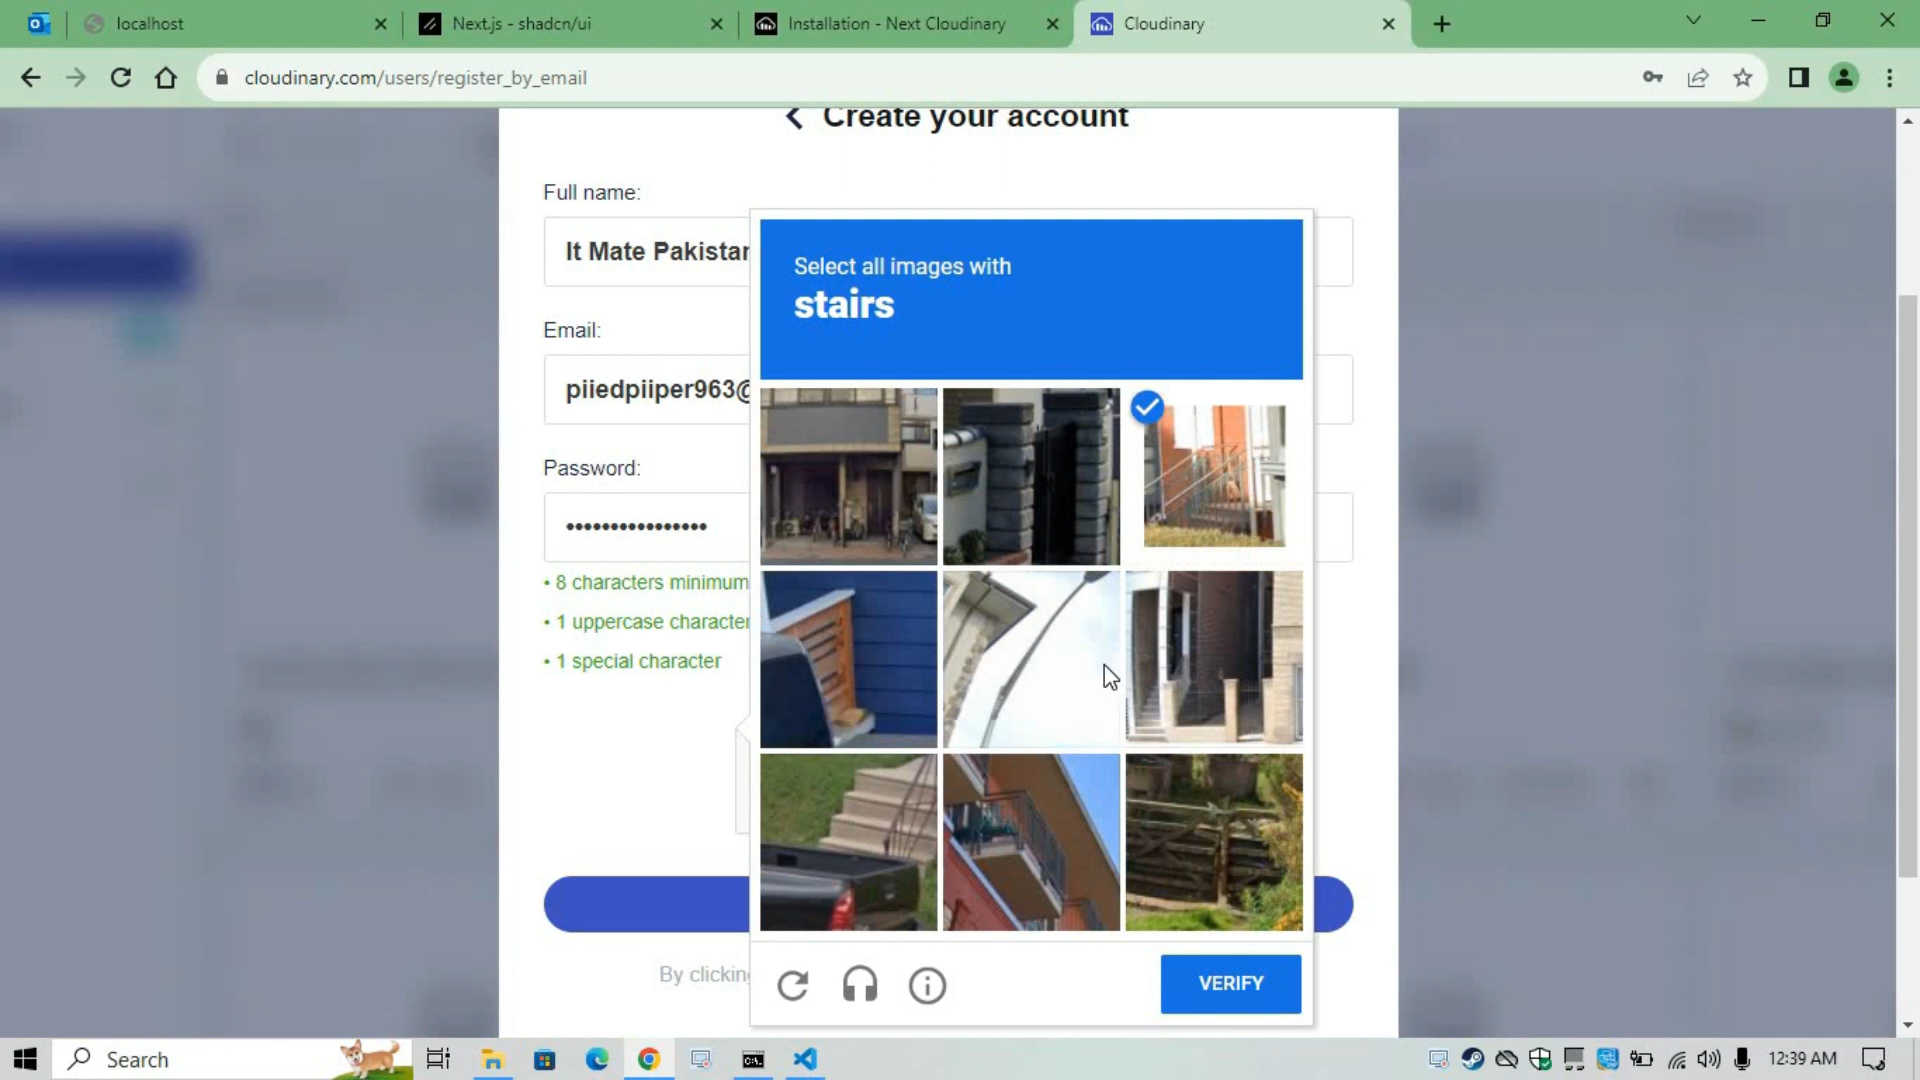 localhost
Next.js - shadcn/ui
Installation - Next Cloudinary
Cloudinary
cloudinary.com/users/register_by_email
Create your account
Full name:
It Mate Pakistan
Email:
piiedpiiper963@
Password:
••••••••••••••••
• 8 characters minimum
• 1 uppercase character
• 1 special character
By clicking
Select all images with
stairs
VERIFY
Search
12:39 AM